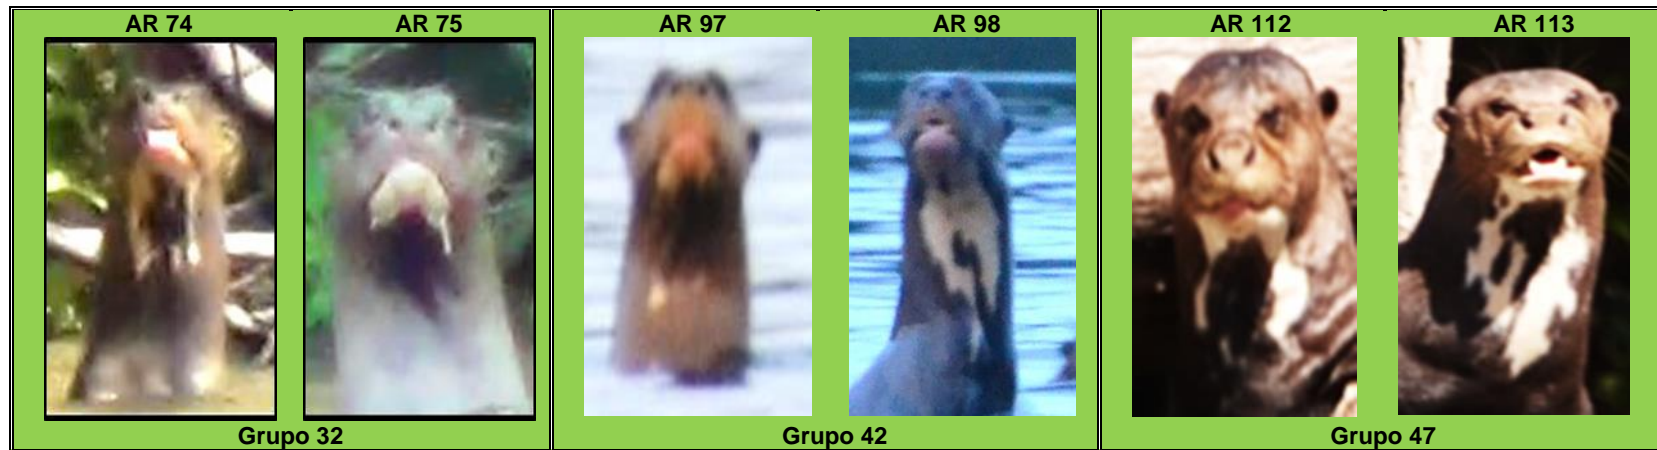 AR 74 AR 75 AR 97 AR 98 AR 112 AR 113
Grupo 32 Grupo 42 Grupo 47